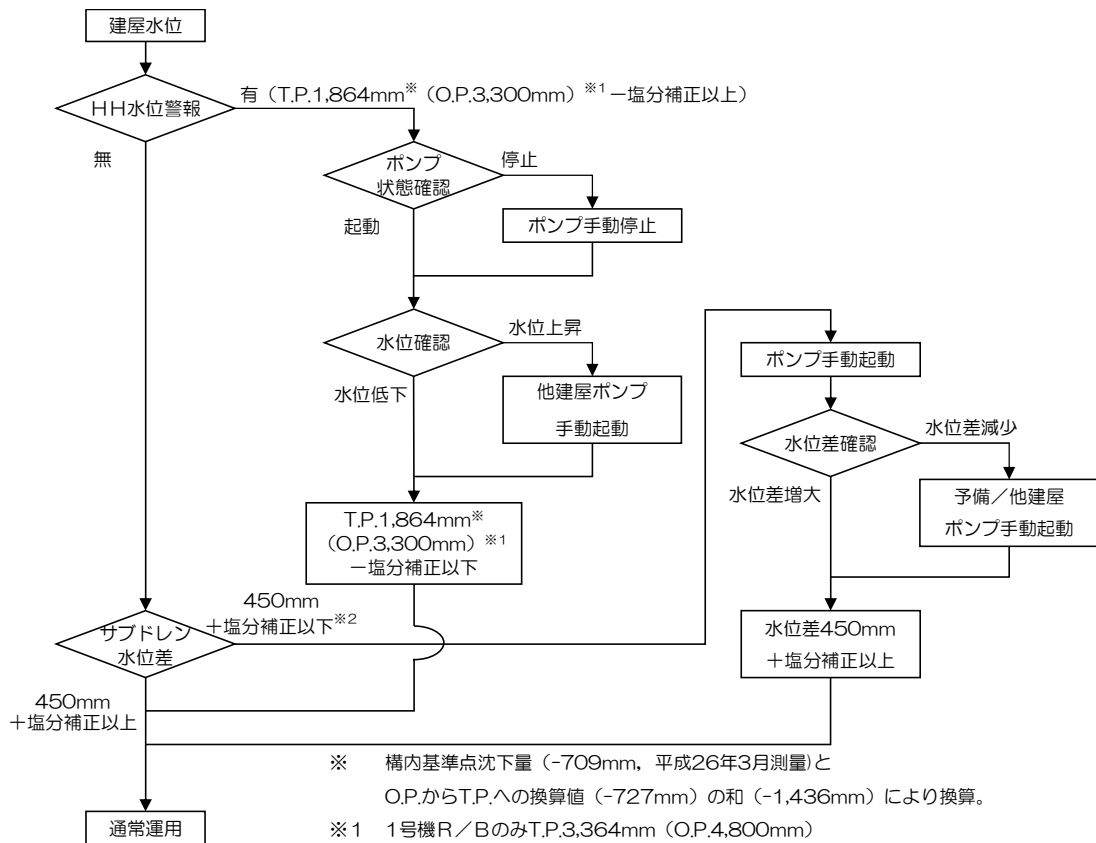 建屋水位
HH水位警報
有（T.P.1,864mm※（O.P.3,300mm）※1－塩分補正以上）
無
ポンプ
状態確認
停止
ポンプ手動停止
起動
水位確認
水位上昇
他建屋ポンプ
手動起動
水位低下
T.P.1,864mm※
（O.P.3,300mm）※1
－塩分補正以下
サブドレン
水位差
450mm
＋塩分補正以下※2
ポンプ手動起動
水位差確認
水位差減少
予備／他建屋
ポンプ手動起動
水位差増大
水位差450mm
＋塩分補正以上
450mm
＋塩分補正以上
通常運用
※ 構内基準点沈下量（-709mm，平成26年3月測量)と
O.P.からT.P.への換算値（-727mm）の和（-1,436mm）により換算。
※1 1号機R／BのみT.P.3,364mm（O.P.4,800mm）